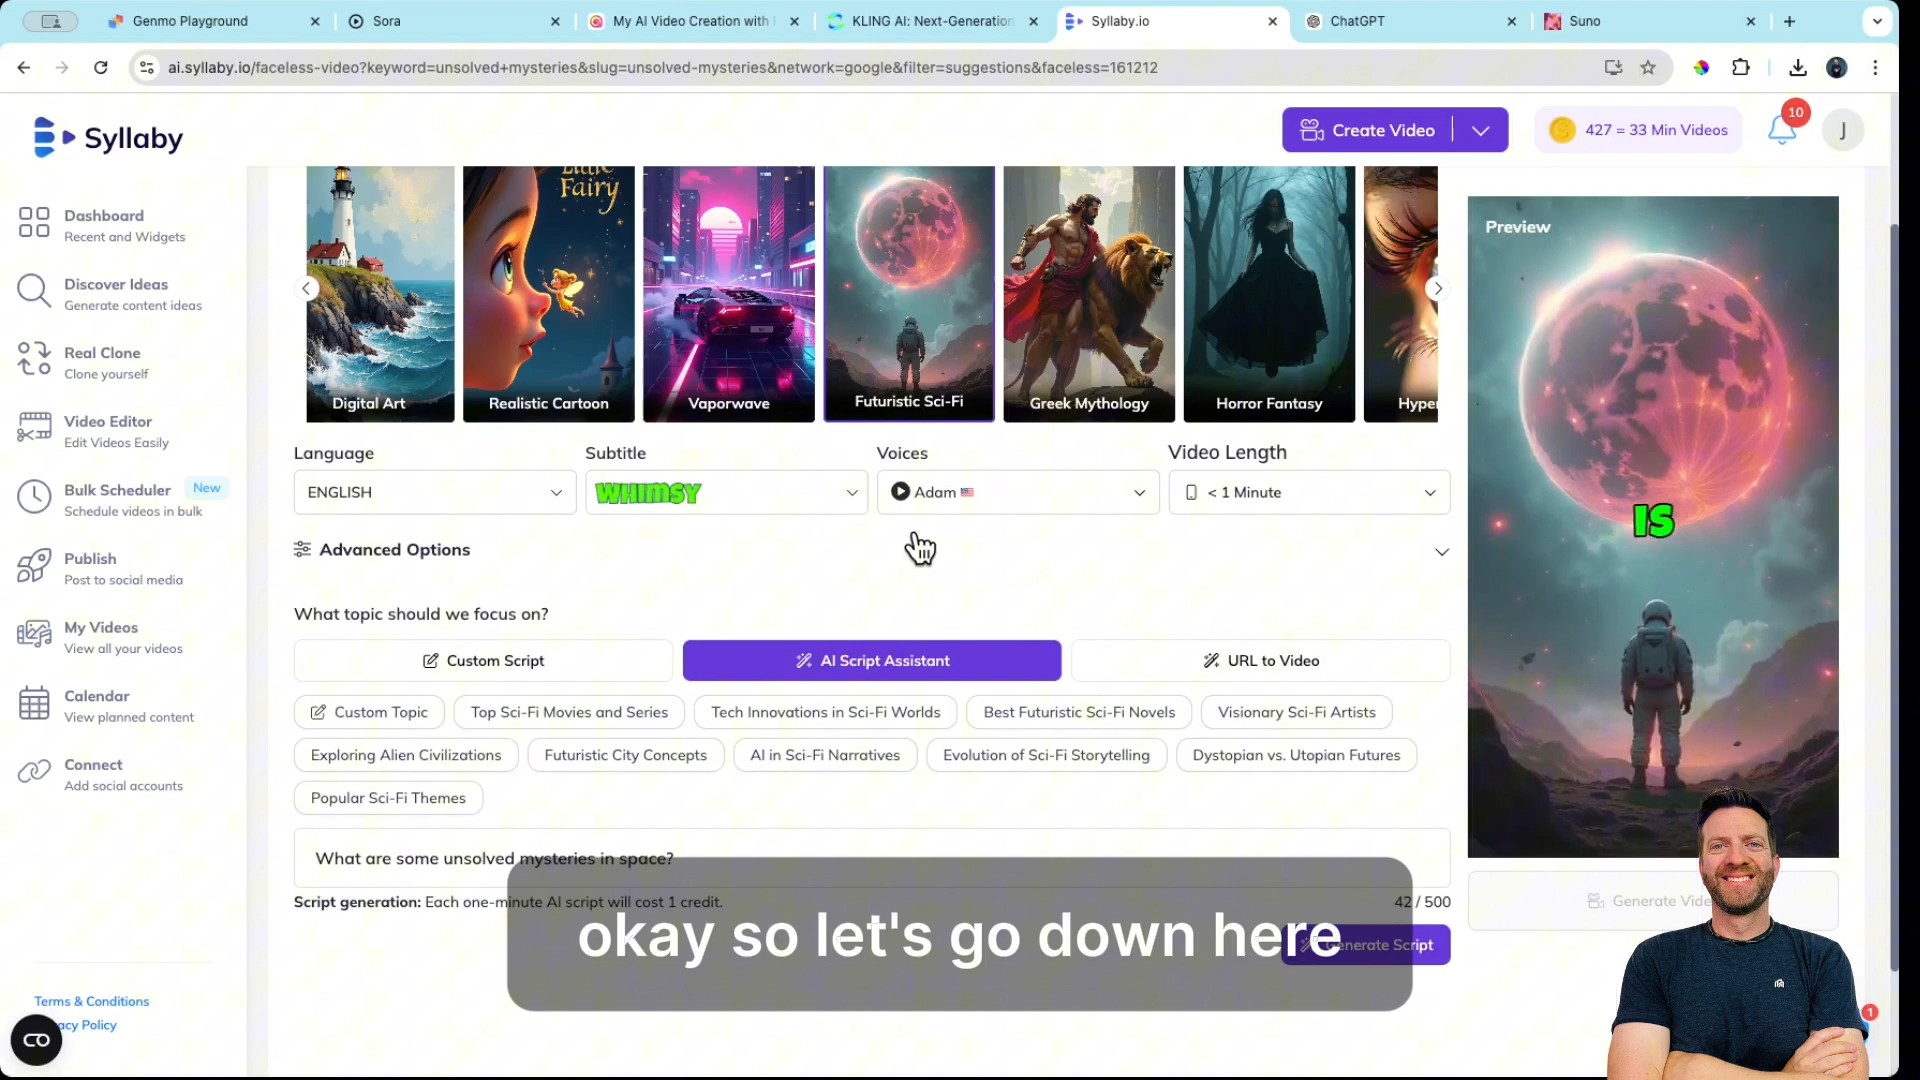 Genmo Playground
Sora
My AI Video Creation with
KLING AI: Next-Generation
Syllaby.io
ChatGPT
Suno
ai.syllaby.io/faceless-video?keyword=unsolved+mysteries&slug=unsolved-mysteries&network=google&filter=suggestions&faceless=161212
Syllaby
Create Video
427 = 33 Min Videos
10
J
Dashboard
Recent and Widgets
Discover Ideas
Generate content ideas
Real Clone
Clone yourself
Video Editor
Edit Videos Easily
Bulk Scheduler New
Schedule videos in bulk
Publish
Post to social media
My Videos
View all your videos
Calendar
View planned content
Connect
Add social accounts
Terms & Conditions
acy Policy
Little
Fairy
Digital Art
Realistic Cartoon
Vaporwave
Futuristic Sci-Fi
Greek Mythology
Horror Fantasy
Hyper
Language
Subtitle
Voices
Video Length
ENGLISH
WHIMSY
Adam
< 1 Minute
Advanced Options
What topic should we focus on?
Custom Script
AI Script Assistant
URL to Video
Custom Topic
Top Sci-Fi Movies and Series
Tech Innovations in Sci-Fi Worlds
Best Futuristic Sci-Fi Novels
Visionary Sci-Fi Artists
Exploring Alien Civilizations
Futuristic City Concepts
AI in Sci-Fi Narratives
Evolution of Sci-Fi Storytelling
Dystopian vs. Utopian Futures
Popular Sci-Fi Themes
What are some unsolved mysteries in space?
Script generation: Each one-minute AI script will cost 1 credit.
42 / 500
Generate Script
okay so let's go down here
Preview
IS
Generate Vide
1